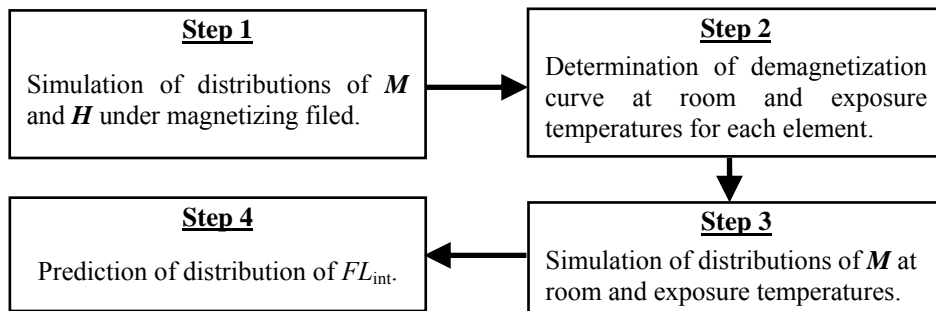 Step 1
Simulation of distributions of M
and H under magnetizing filed.
Step 2
Determination of demagnetization
curve at room and exposure
temperatures for each element.
Step 3
Simulation of distributions of M at
room and exposure temperatures.
Step 4
Prediction of distribution of FLint.